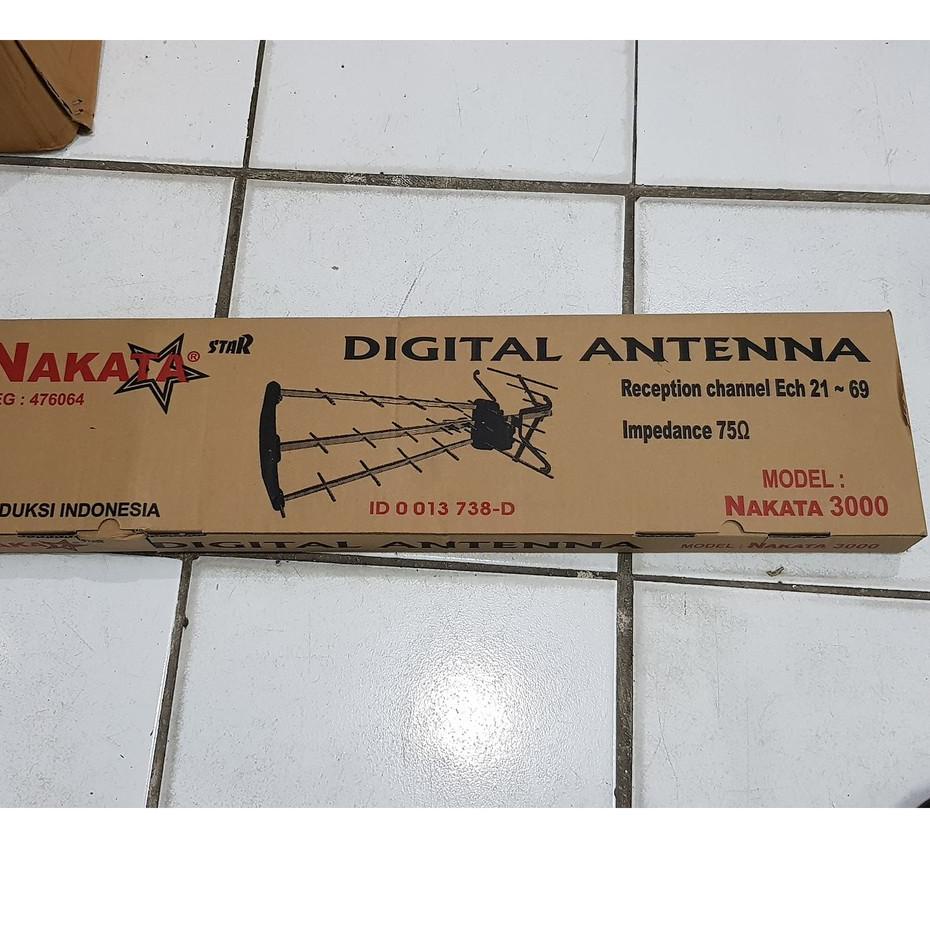 NAKATA® STAR
EG : 476064
DUKSI INDONESIA
DIGITAL ANTENNA
Reception channel Ech 21 ~ 69
Impedance 75Ω
ID 0 013 738-D
MODEL :
NAKATA 3000
AKATA DIGITAL ANTENNA MODEL : NAKATA 3000